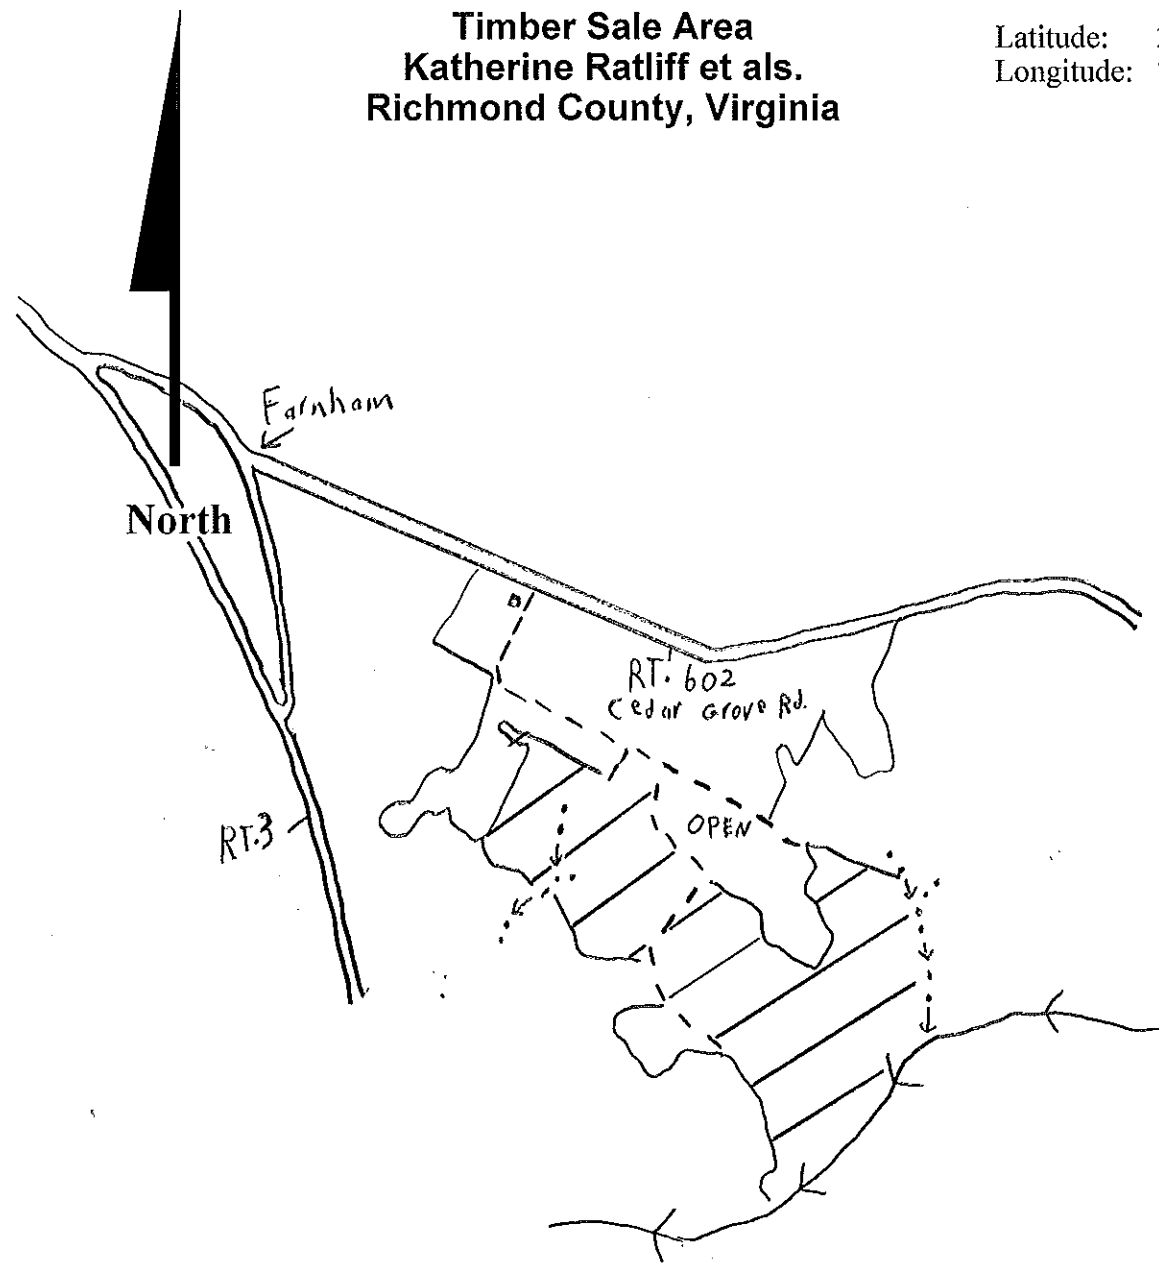 Timber Sale Area
Katherine Ratliff et als.
Richmond County, Virginia
Latitude:
Longitude:
Farnham
North
RT. 602
Cedar Grove Rd.
RT.3
OPEN